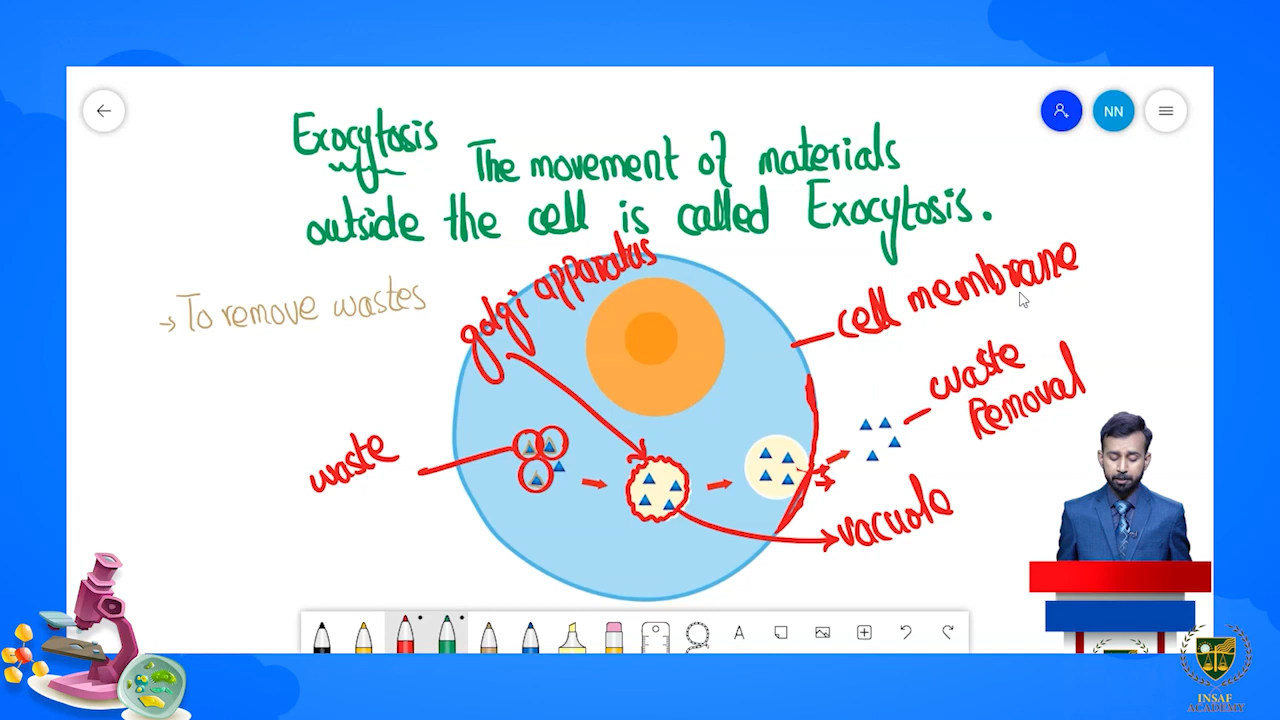 Exocytosis The movement of materials
outside the cell is called Exocytosis.
→ To remove wastes
golgi apparatus
cell membrane
waste
Removal
waste
vacuole
NN
A
INSAF
ACADEMY